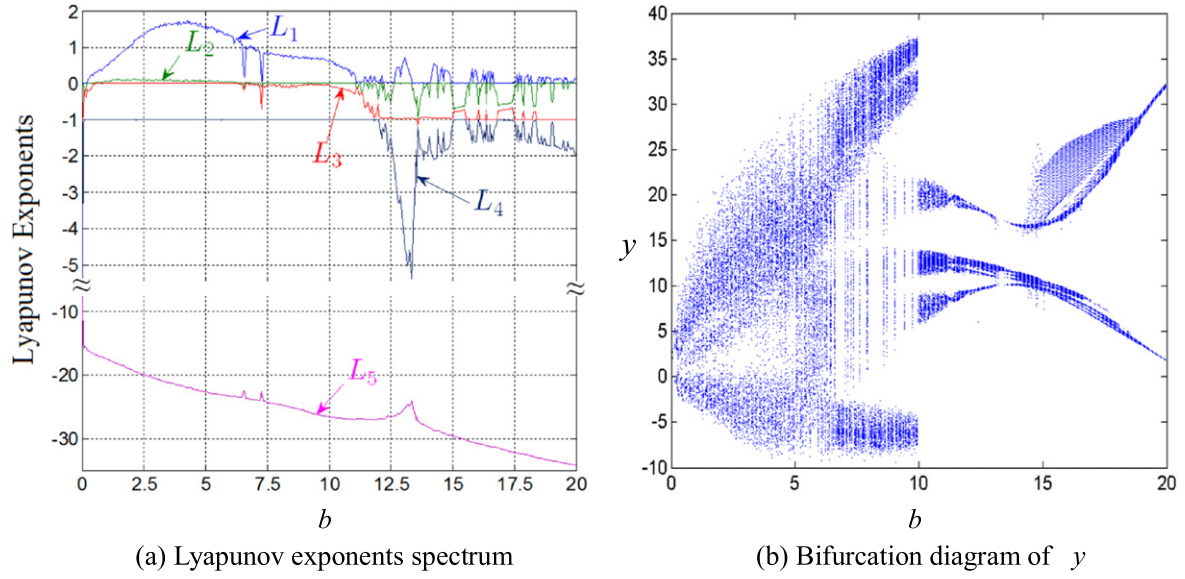 Lyapunov Exponents
2
1
0
-1
-2
-3
-4
-5
-10
-20
-30
L1
L2
L3
L4
L5
0 2.5 5 7.5 10 12.5 15 17.5 20
b
(a) Lyapunov exponents spectrum
y
40
35
30
25
20
15
10
5
0
-5
-10
0 5 10 15 20
b
(b) Bifurcation diagram of y